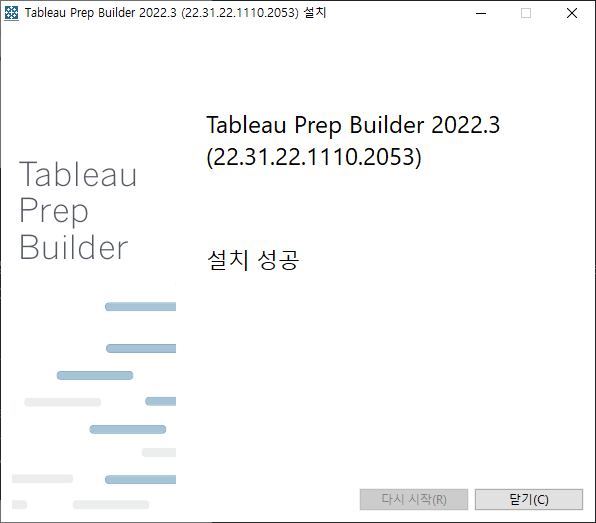 Tableau Prep Builder 2022.3 (22.31.22.1110.2053) 설치
Tableau Prep Builder 2022.3
(22.31.22.1110.2053)
Tableau
Prep
Builder
설치 성공
다시 시작(R)
닫기(C)